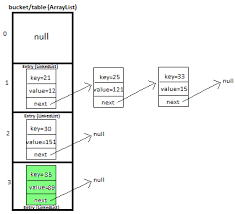 bucket/table (ArrayList)
0
null
Entry (LinkedList)
1
key=21
value=12
next
key=25
value=121
next
key=33
value=15
next
null
Entry (LinkedList)
2
key=30
value=151
next
null
3
key=35
value=89
next
null
Entry (LinkedList)